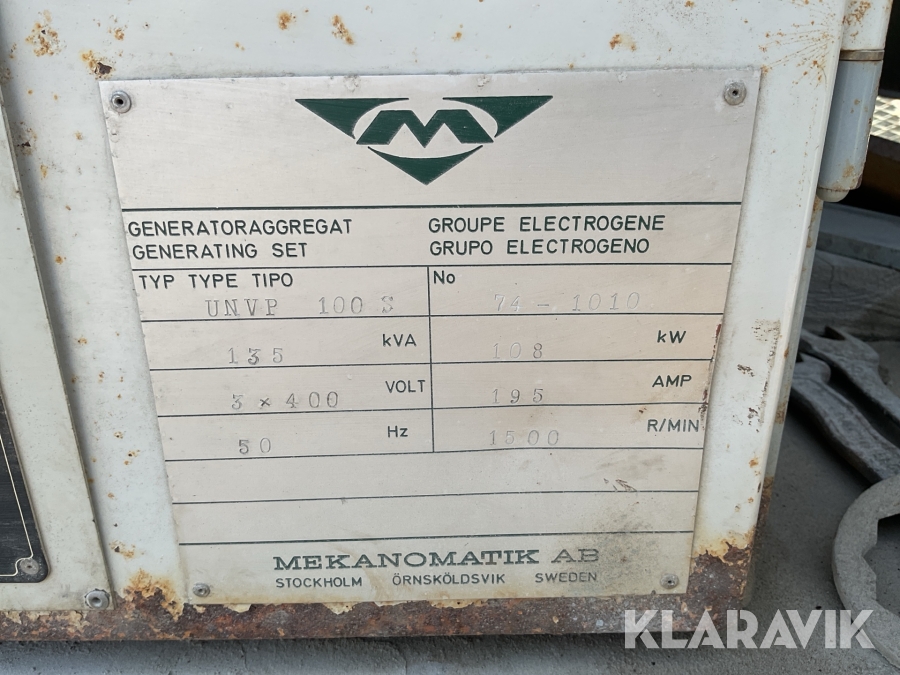 M
GENERATORAGGREGAT GROUPE ELECTROGENE
GENERATING SET GRUPO ELECTROGENO
TYP TYPE TIPO No
UNVP 100 S 74-1010
135 kVA 108 kW
3 × 400 VOLT 195 AMP
50 Hz 1500 R/MIN
MEKANOMATIK AB
STOCKHOLM ÖRNSKÖLDSVIK SWEDEN
KLARAVIK